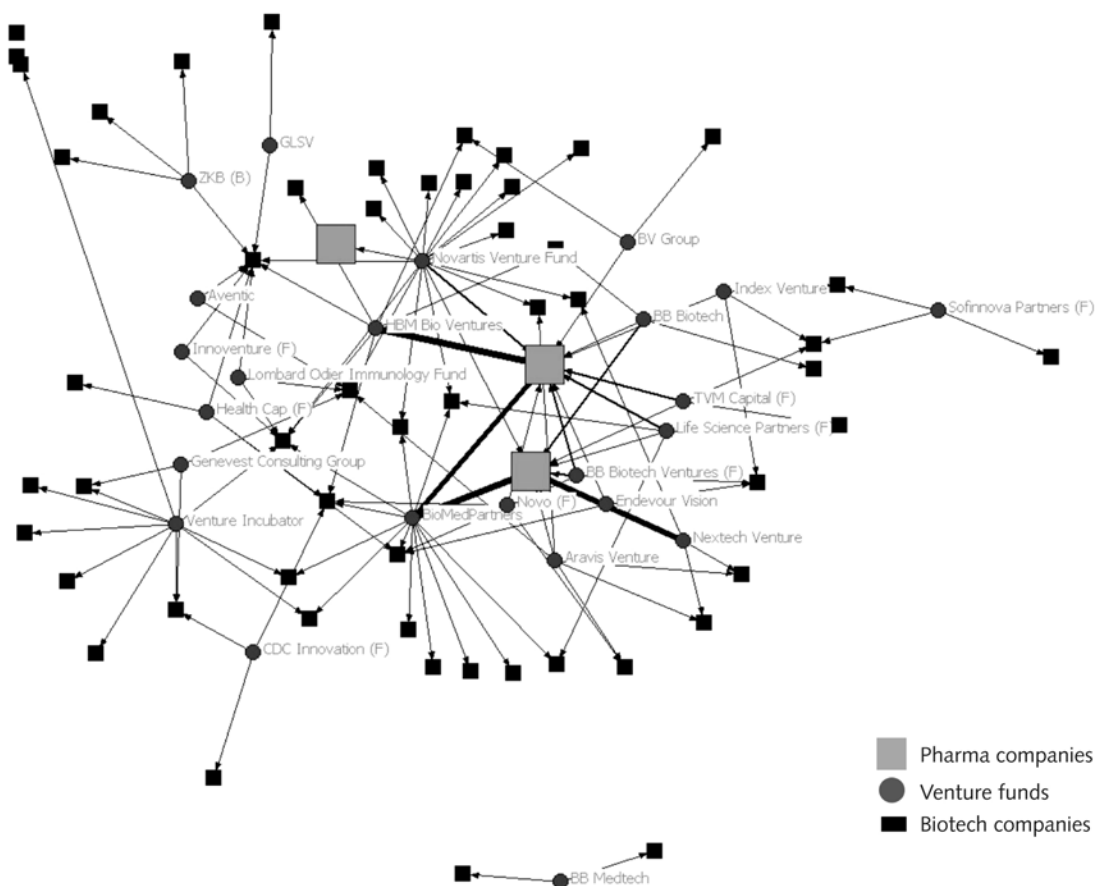 GLSV
ZKB (B)
BV Group
Novartis Venture Fund
Index Venture
Aventic
Sofinnova Partners (F)
BB Biotech
HBM Bio Ventures
Innoventure (F)
Lombard Odier Immunology Fund
TVM Capital (F)
Health Cap (F)
Life Science Partners (F)
Genevest Consulting Group
BB Biotech Ventures (F)
Novo (F)
Endevour Vision
BioMedPartners
Venture Incubator
Nextech Venture
Aravis Venture
CDC Innovation (F)
Pharma companies
Venture funds
Biotech companies
BB Medtech